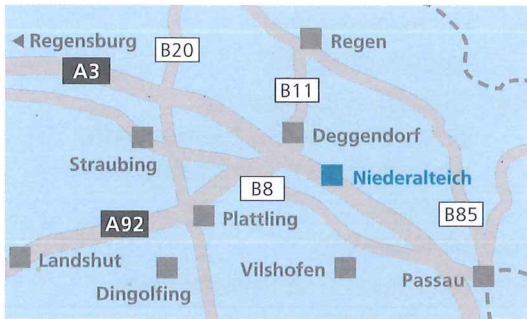 ◄ Regensburg
B20
Regen
A3
B11
Deggendorf
Straubing
Niederalteich
B8
B85
A92
Plattling
Landshut
Vilshofen
Passau
Dingolfing